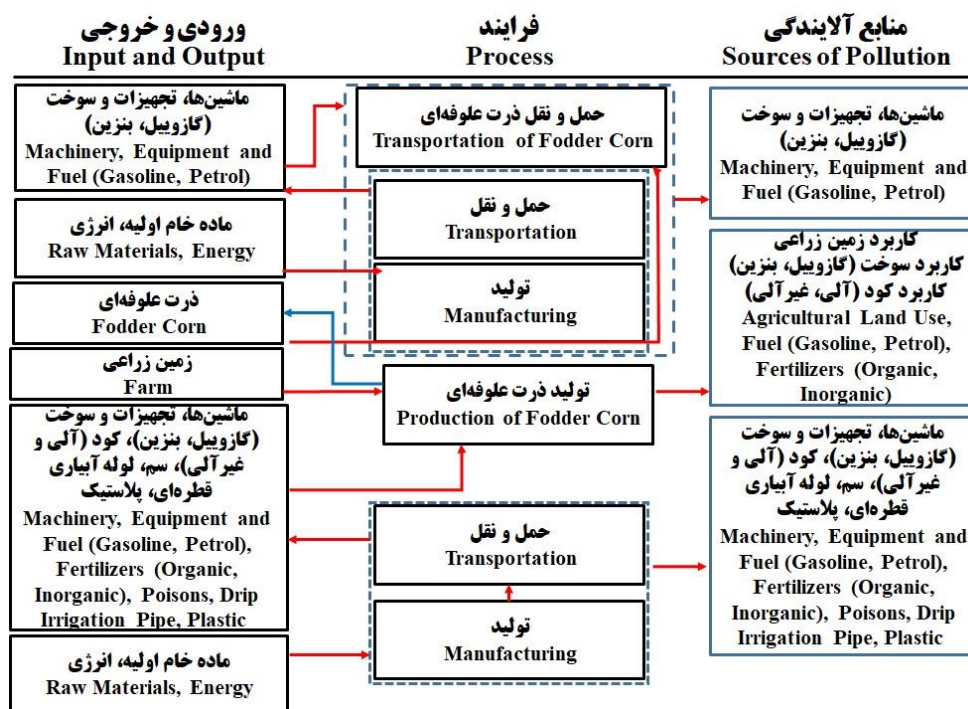 ورودی و خروجی
Input and Output
ماشین‌ها، تجهیزات و سوخت
(گازوییل، بنزین)
Machinery, Equipment and
Fuel (Gasoline, Petrol)
ماده خام اولیه، انرژی
Raw Materials, Energy
ذرت علوفه‌ای
Fodder Corn
زمین زراعی
Farm
ماشین‌ها، تجهیزات و سوخت
(گازوییل، بنزین)، کود (آلی و
غیرآلی)، سم، لوله آبیاری
قطره‌ای، پلاستیک
Machinery, Equipment and
Fuel (Gasoline, Petrol),
Fertilizers (Organic,
Inorganic), Poisons, Drip
Irrigation Pipe, Plastic
ماده خام اولیه، انرژی
Raw Materials, Energy
فرایند
Process
حمل و نقل ذرت علوفه‌ای
Transportation of Fodder Corn
حمل و نقل
Transportation
تولید
Manufacturing
تولید ذرت علوفه‌ای
Production of Fodder Corn
حمل و نقل
Transportation
تولید
Manufacturing
منابع آلایندگی
Sources of Pollution
ماشین‌ها، تجهیزات و سوخت
(گازوییل، بنزین)
Machinery, Equipment and
Fuel (Gasoline, Petrol)
کاربرد زمین زراعی
کاربرد سوخت (گازوییل، بنزین)
کاربرد کود (آلی، غیرآلی)
Agricultural Land Use,
Fuel (Gasoline, Petrol),
Fertilizers (Organic,
Inorganic)
ماشین‌ها، تجهیزات و سوخت
(گازوییل، بنزین)، کود (آلی و
غیرآلی)، سم، لوله آبیاری
قطره‌ای، پلاستیک
Machinery, Equipment and
Fuel (Gasoline, Petrol),
Fertilizers (Organic,
Inorganic), Poisons, Drip
Irrigation Pipe, Plastic